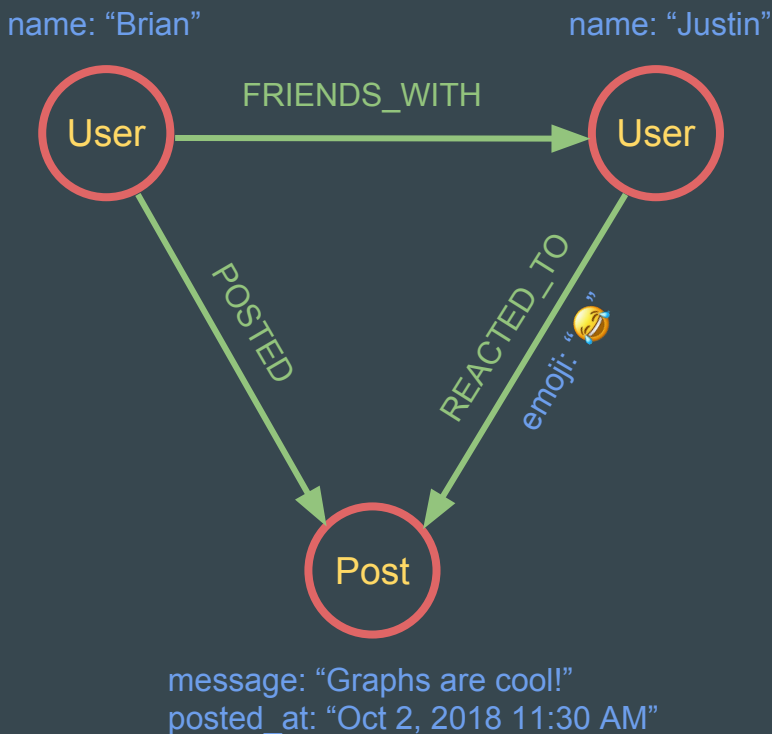 name: “Brian”
name: “Justin”
FRIENDS_WITH
User
User
POSTED
REACTED_TO
emoji: “🤣”
Post
message: “Graphs are cool!”
posted_at: “Oct 2, 2018 11:30 AM”